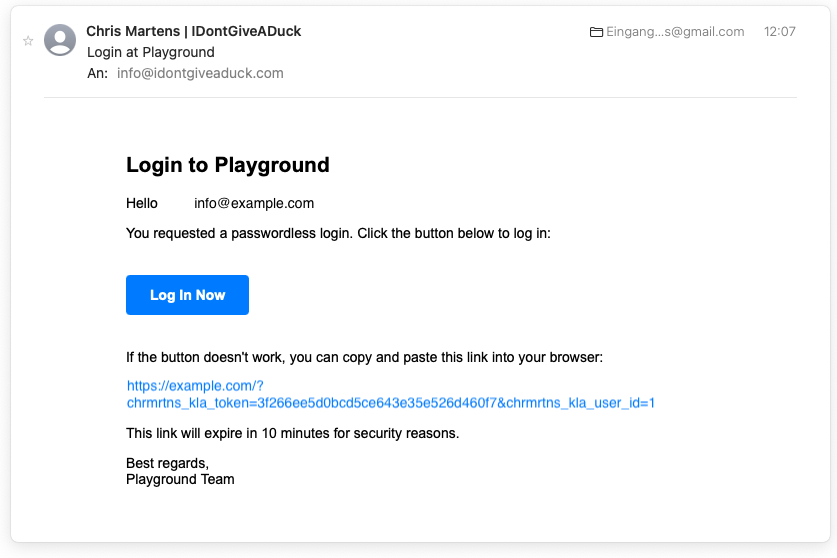 Chris Martens | IDontGiveADuck
Eingang...s@gmail.com
12:07
Login at Playground
An: info@idontgiveaduck.com
Login to Playground
Hello info@example.com
You requested a passwordless login. Click the button below to log in:
Log In Now
If the button doesn't work, you can copy and paste this link into your browser:
https://example.com/?
chrmrtns_kla_token=3f266ee5d0bcd5ce643e35e526d460f7&chrmrtns_kla_user_id=1
This link will expire in 10 minutes for security reasons.
Best regards,
Playground Team